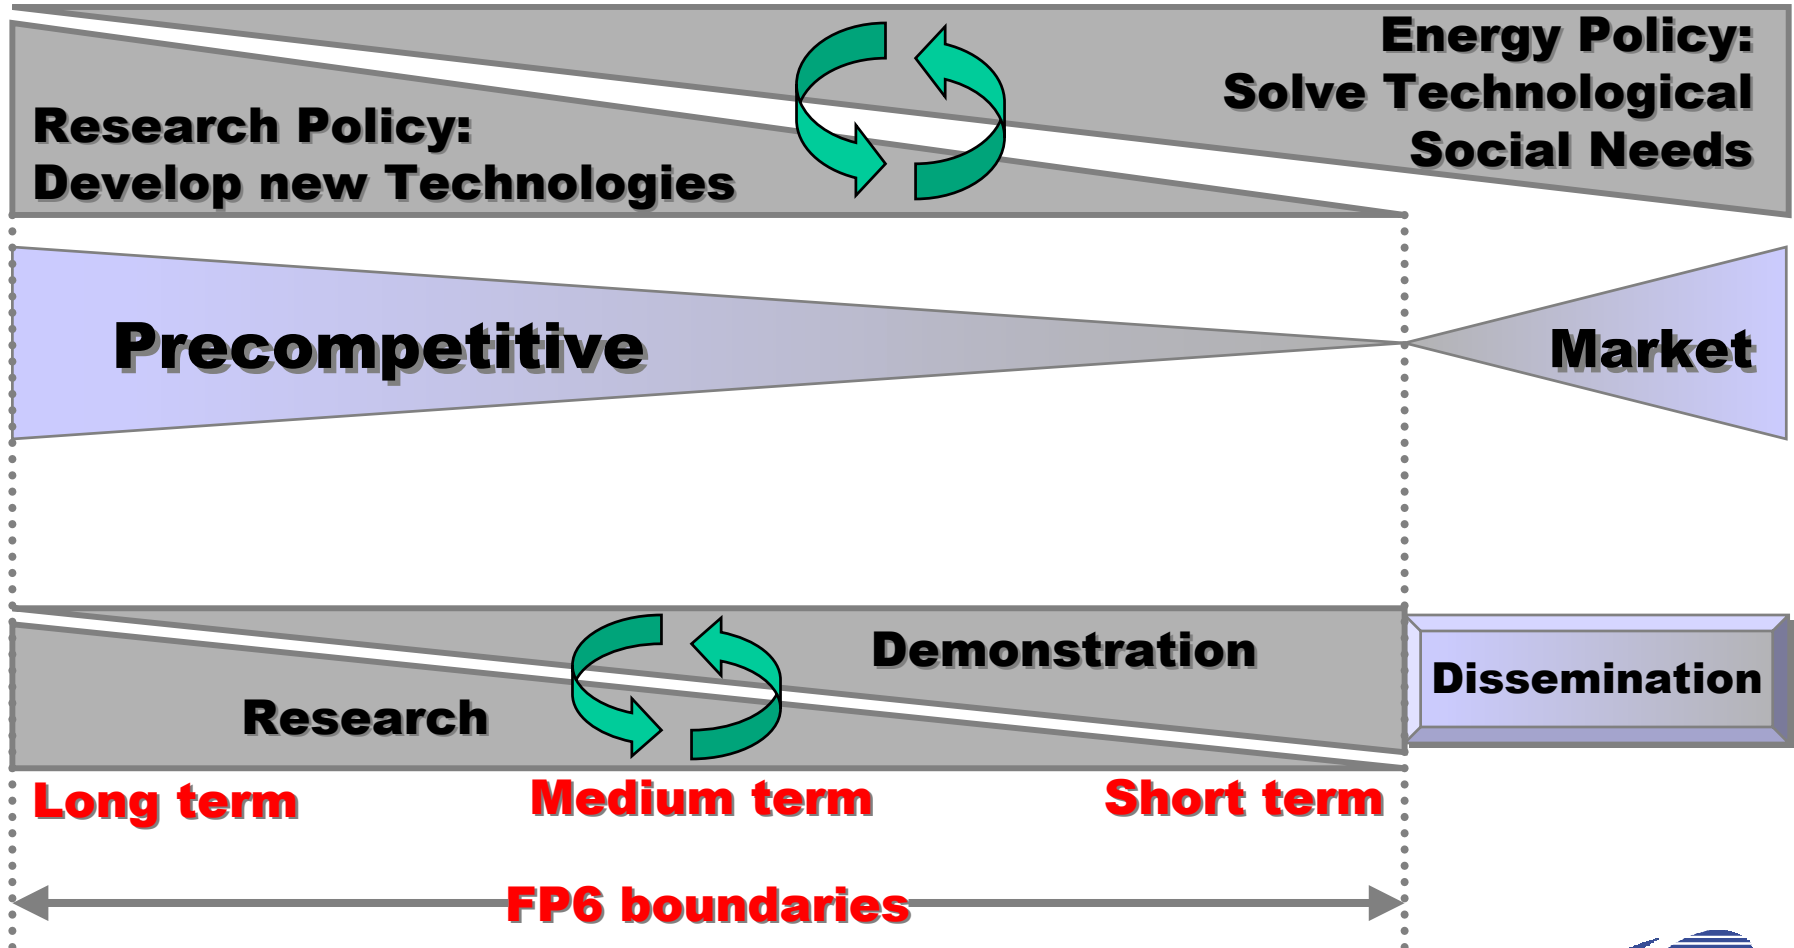 Energy Policy:
Solve Technological
Social Needs
Research Policy:
Develop new Technologies
Precompetitive
Market
Demonstration
Dissemination
Research
Long term
Medium term
Short term
FP6 boundaries